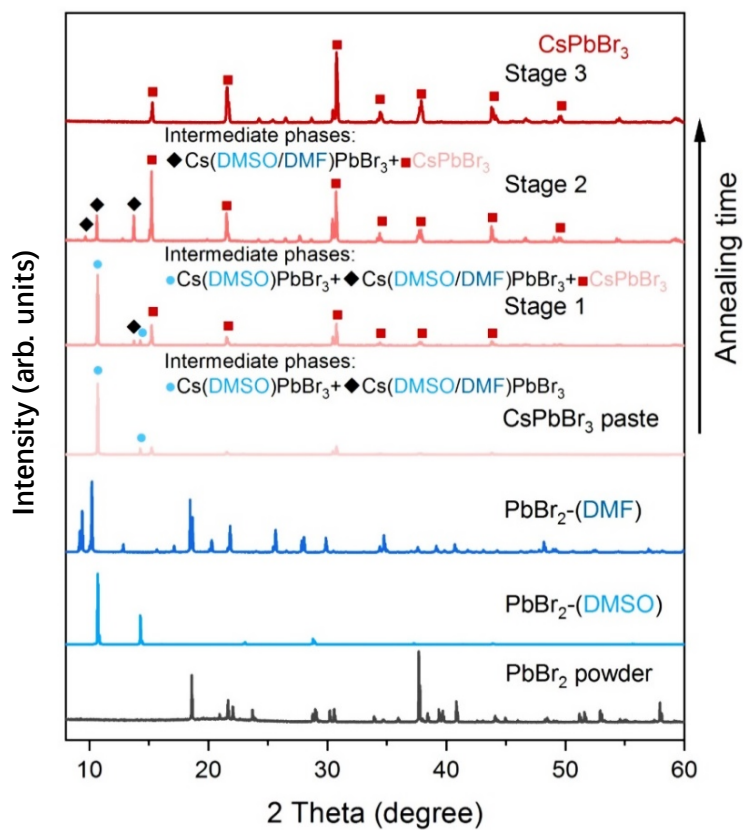 CsPbBr₃
Stage 3
Intermediate phases:
◆Cs(DMSO/DMF)PbBr₃+■CsPbBr₃
Stage 2
Intermediate phases:
●Cs(DMSO)PbBr₃+◆Cs(DMSO/DMF)PbBr₃+■CsPbBr₃
Stage 1
Intermediate phases:
●Cs(DMSO)PbBr₃+◆Cs(DMSO/DMF)PbBr₃
CsPbBr₃ paste
PbBr₂-(DMF)
PbBr₂-(DMSO)
PbBr₂ powder
Intensity (arb. units)
Annealing time
10 20 30 40 50 60
2 Theta (degree)